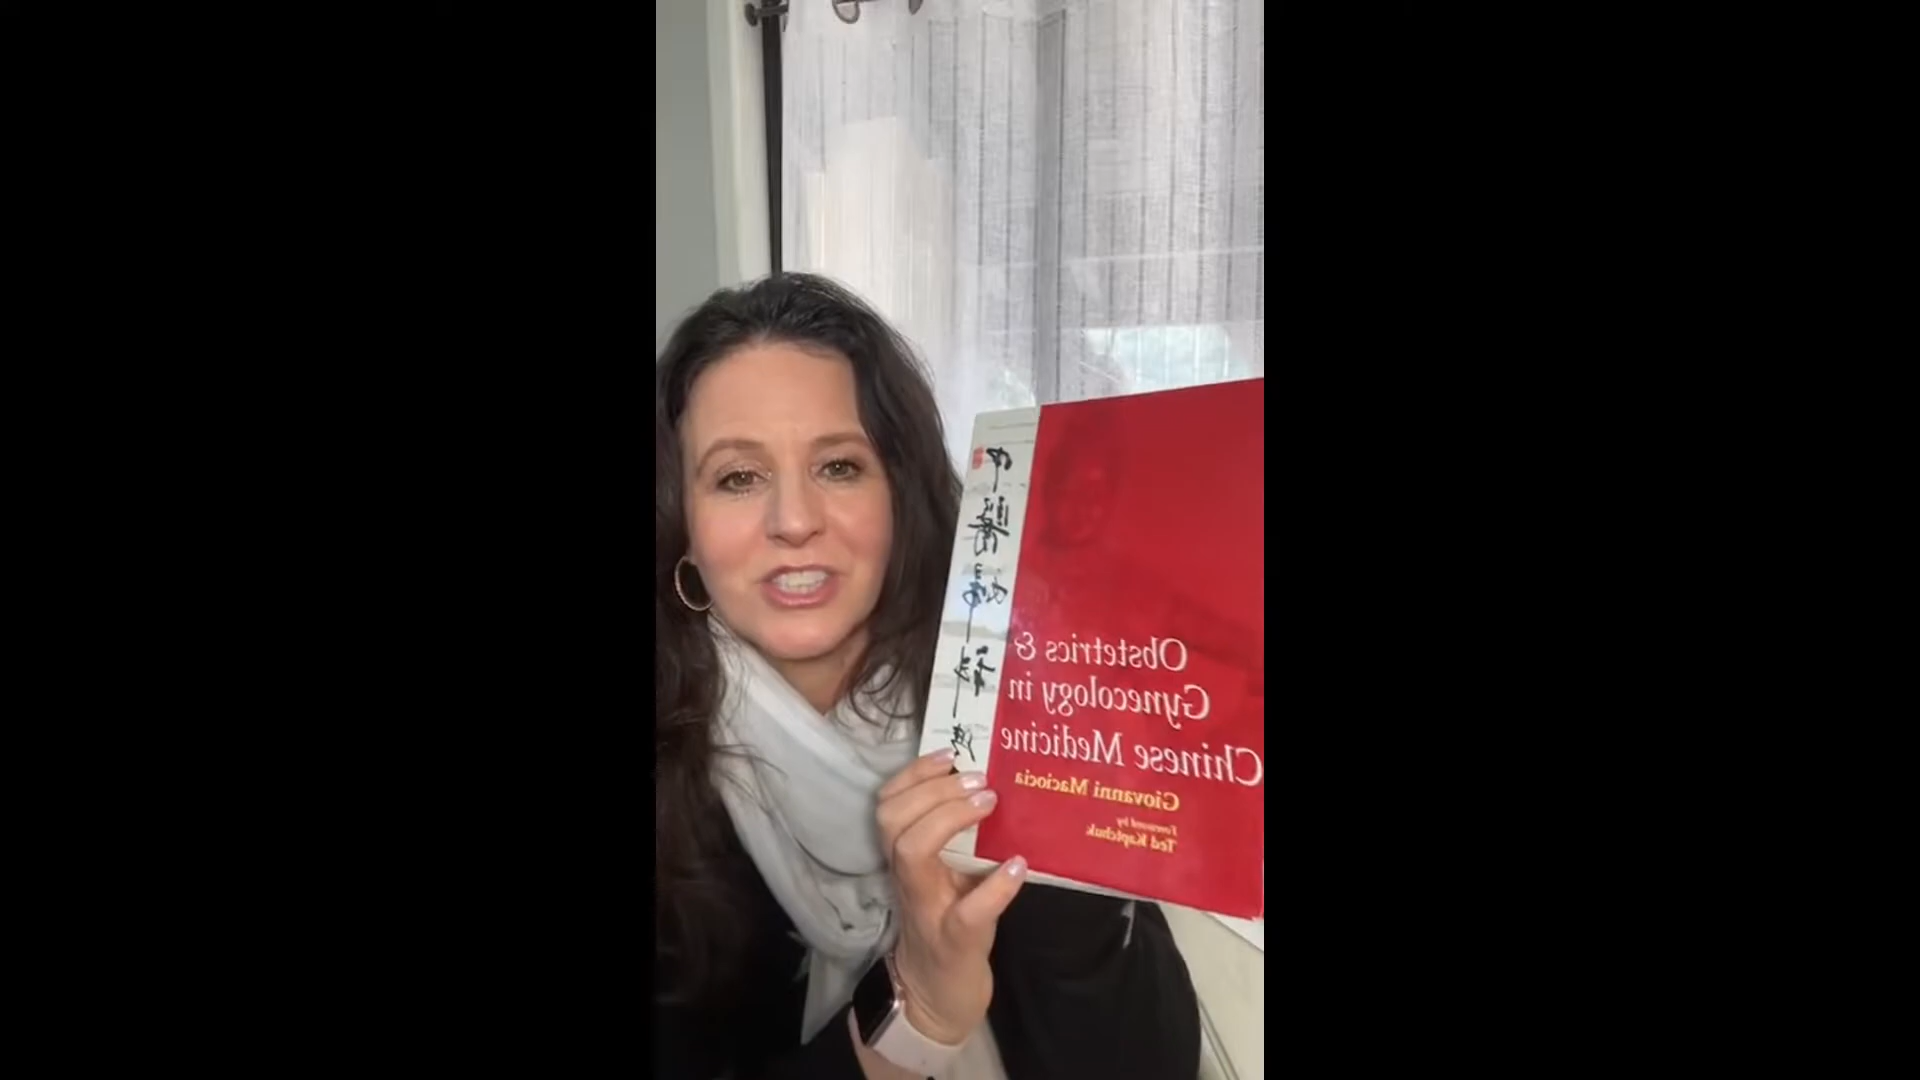 Obstetrics &
Gynecology in
Chinese Medicine
Giovanni Maciocia
Foreword by
Ted Kaptchuk